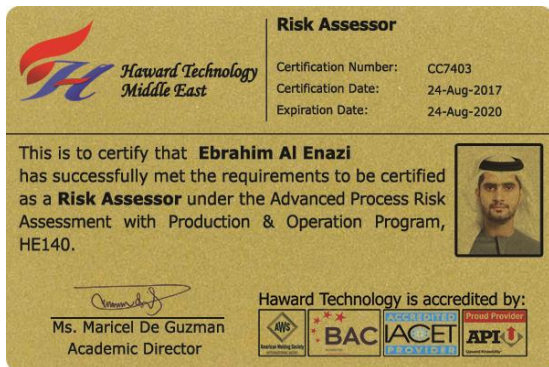 Risk Assessor
Haward Technology
Middle East
Certification Number: CC7403
Certification Date: 24-Aug-2017
Expiration Date: 24-Aug-2020
This is to certify that Ebrahim Al Enazi
has successfully met the requirements to be certified
as a Risk Assessor under the Advanced Process Risk
Assessment with Production & Operation Program,
HE140.
Ms. Maricel De Guzman
Academic Director
Haward Technology is accredited by:
AWS
American Welding Society
BAC
ACCREDITED
IACET
PROVIDER
Proud Provider
API